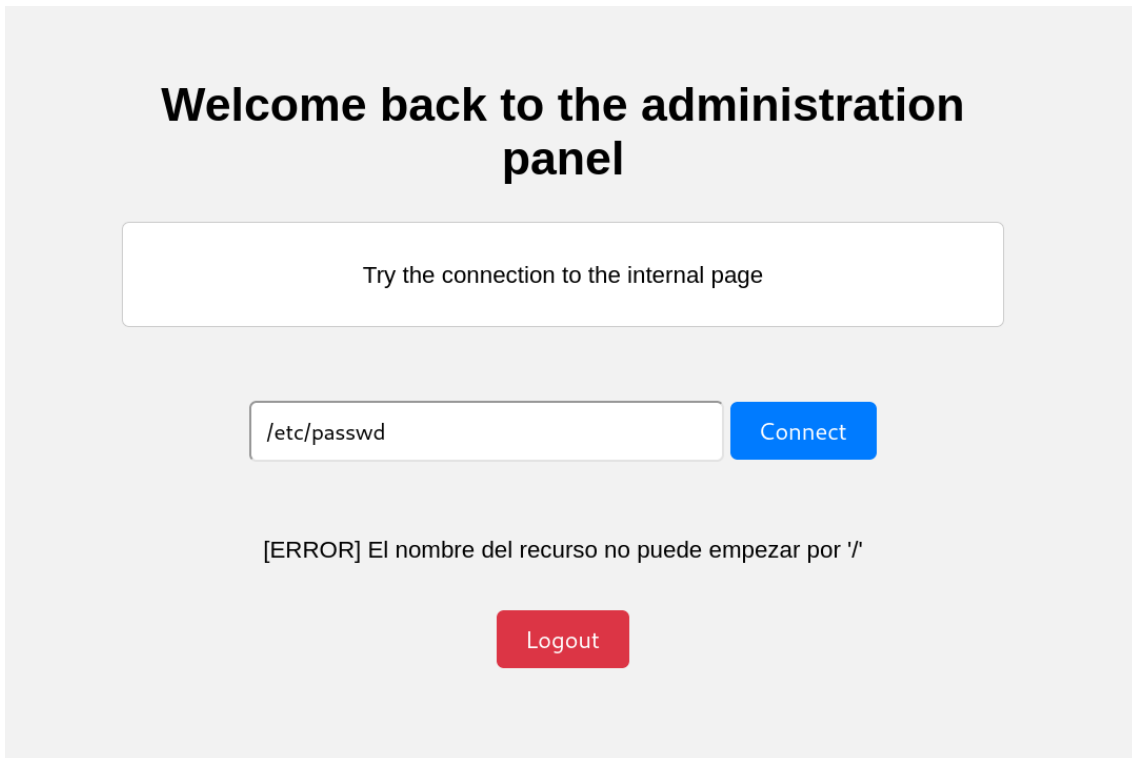 Welcome back to the administration
panel
Try the connection to the internal page
/etc/passwd
Connect
[ERROR] El nombre del recurso no puede empezar por '/'
Logout